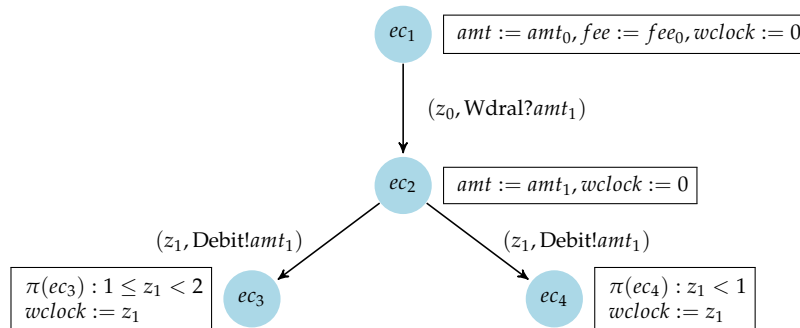 ec₁
amt := amt₀, fee := fee₀, wclock := 0
(z₀, Wdral?amt₁)
ec₂
amt := amt₁, wclock := 0
(z₁, Debit!amt₁)
(z₁, Debit!amt₁)
π(ec₃) : 1 ≤ z₁ < 2
wclock := z₁
ec₃
ec₄
π(ec₄) : z₁ < 1
wclock := z₁